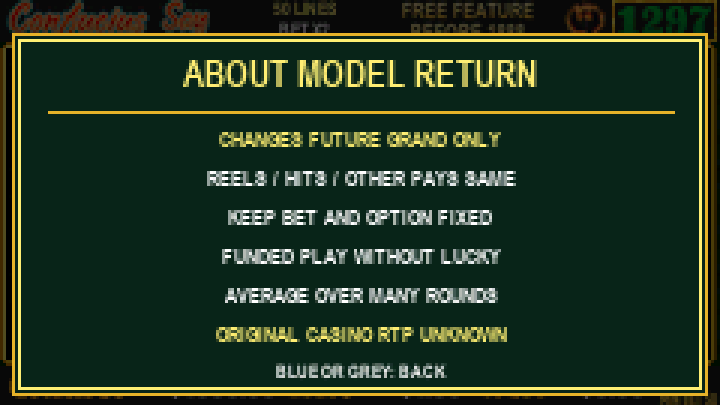 Confucius Say
50 LINES
FREE FEATURE
1297
ABOUT MODEL RETURN
CHANGES FUTURE GRAND ONLY
REELS / HITS / OTHER PAYS SAME
KEEP BET AND OPTION FIXED
FUNDED PLAY WITHOUT LUCKY
AVERAGE OVER MANY ROUNDS
ORIGINAL CASINO RTP UNKNOWN
BLUE OR GREY: BACK